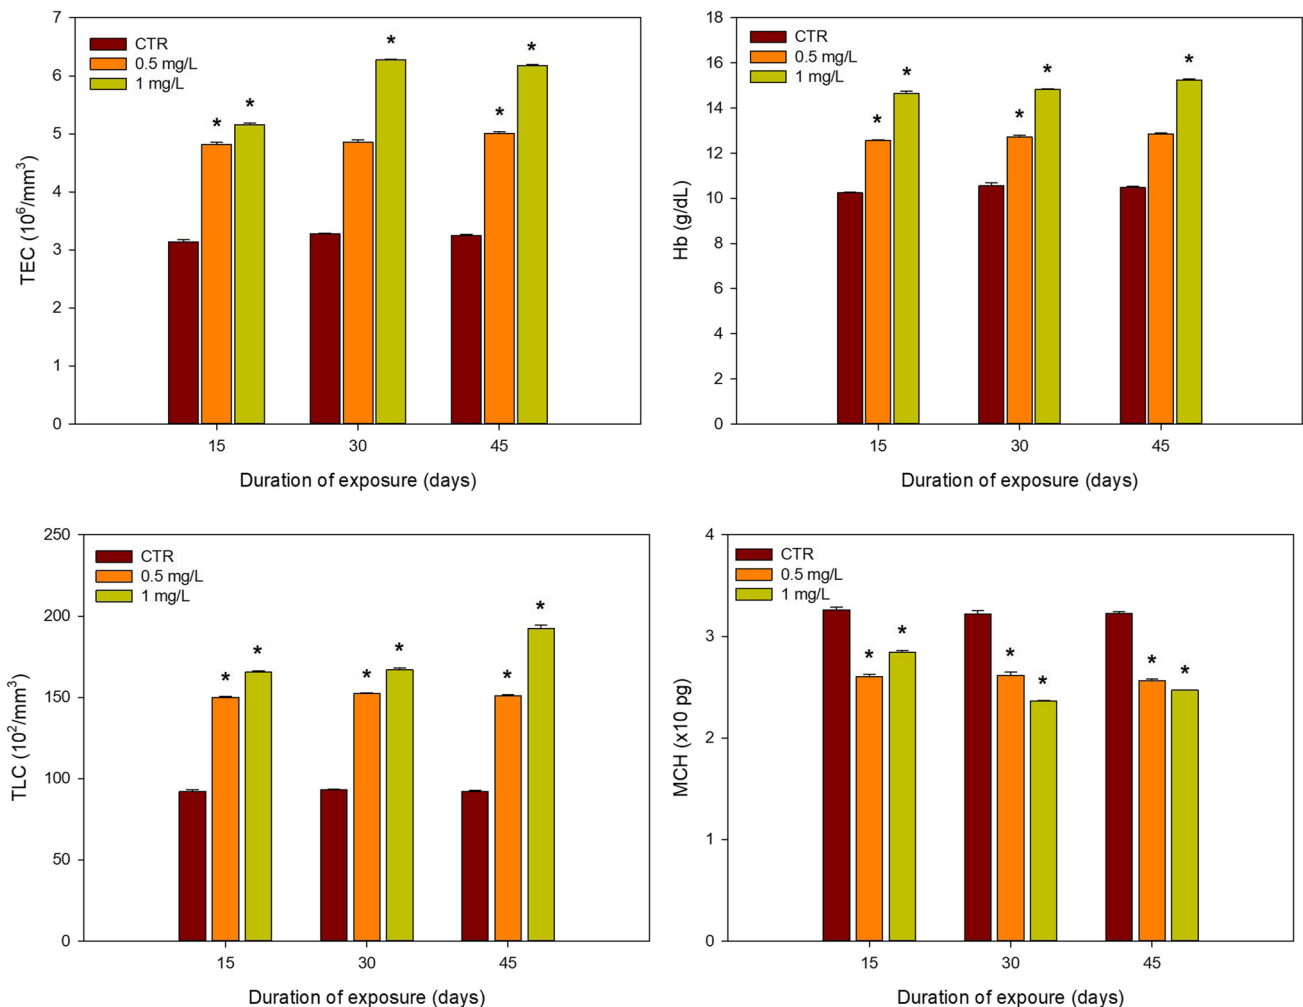 7
6
5
4
3
2
1
0
TEC (10⁶/mm³)
CTR
0.5 mg/L
1 mg/L
* * * * *
15 30 45
Duration of exposure (days)
18
16
14
12
10
8
6
4
2
0
Hb (g/dL)
CTR
0.5 mg/L
1 mg/L
* * * * *
15 30 45
Duration of exposure (days)
250
200
150
100
50
0
TLC (10²/mm³)
CTR
0.5 mg/L
1 mg/L
* * * * * *
15 30 45
Duration of exposure (days)
4
3
2
1
0
MCH (x10 pg)
CTR
0.5 mg/L
1 mg/L
* * * * * *
15 30 45
Duration of expoure (days)